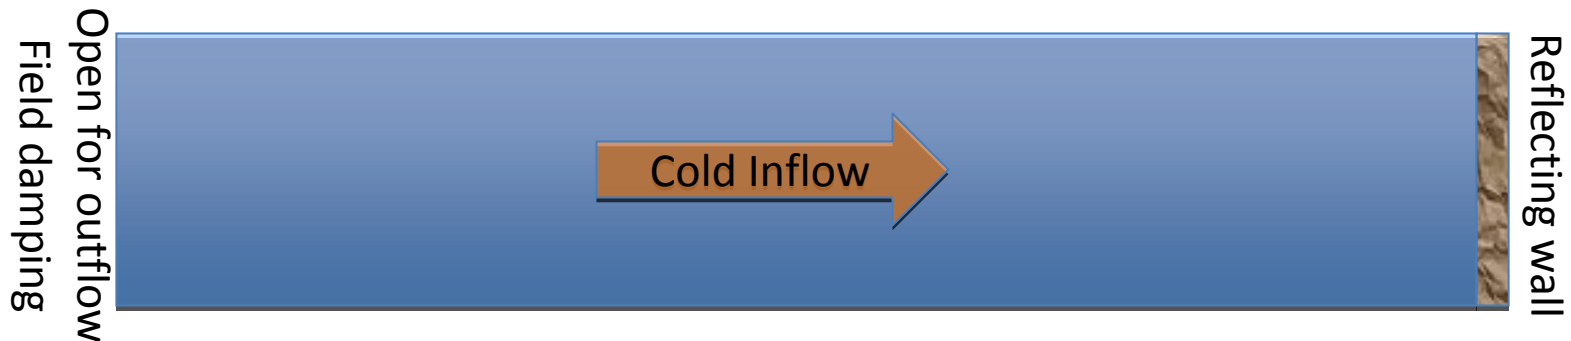 Open for outflow
Field damping
Cold Inflow
Reflecting wall